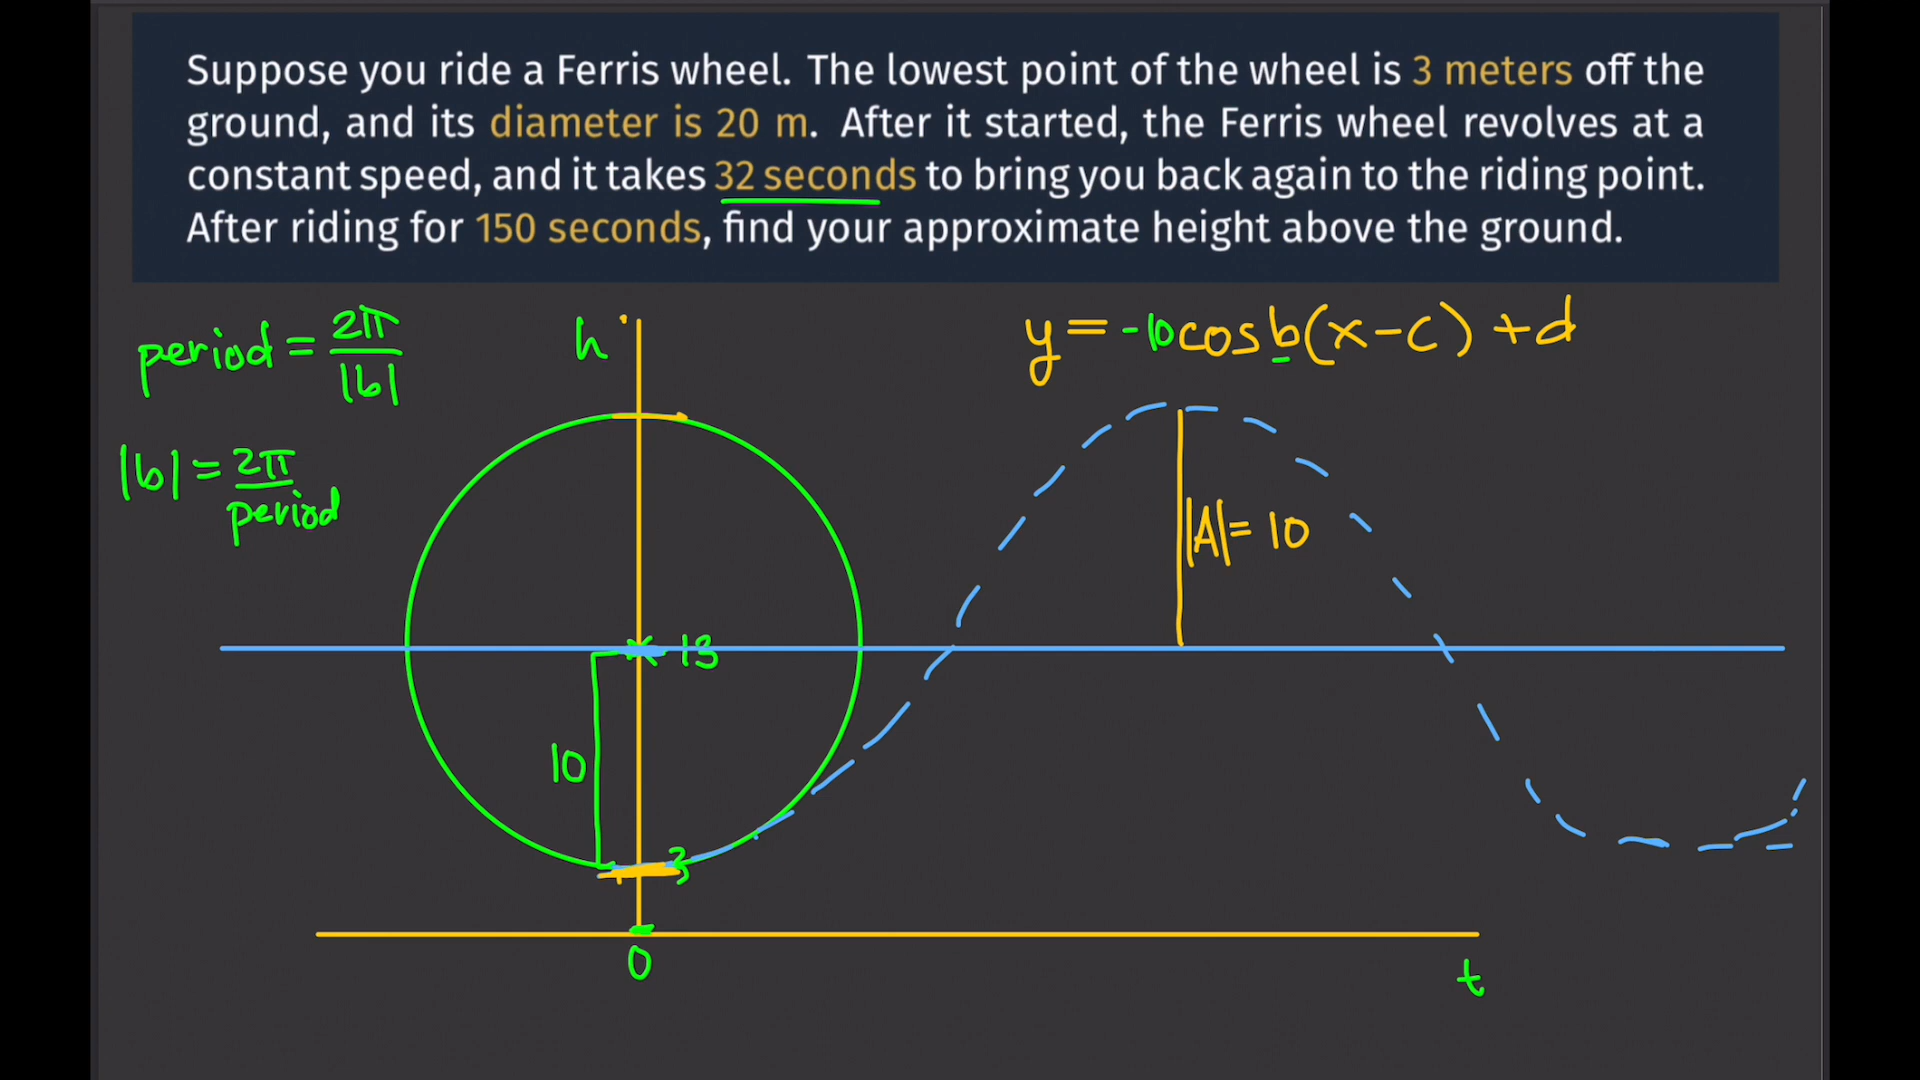 Suppose you ride a Ferris wheel. The lowest point of the wheel is 3 meters off the
ground, and its diameter is 20 m. After it started, the Ferris wheel revolves at a
constant speed, and it takes 32 seconds to bring you back again to the riding point.
After riding for 150 seconds, find your approximate height above the ground.
period = 2π/|b|
h
y = -10cosb(x-c) +d
|b| = 2π/period
|A| = 10
13
10
3
0
t